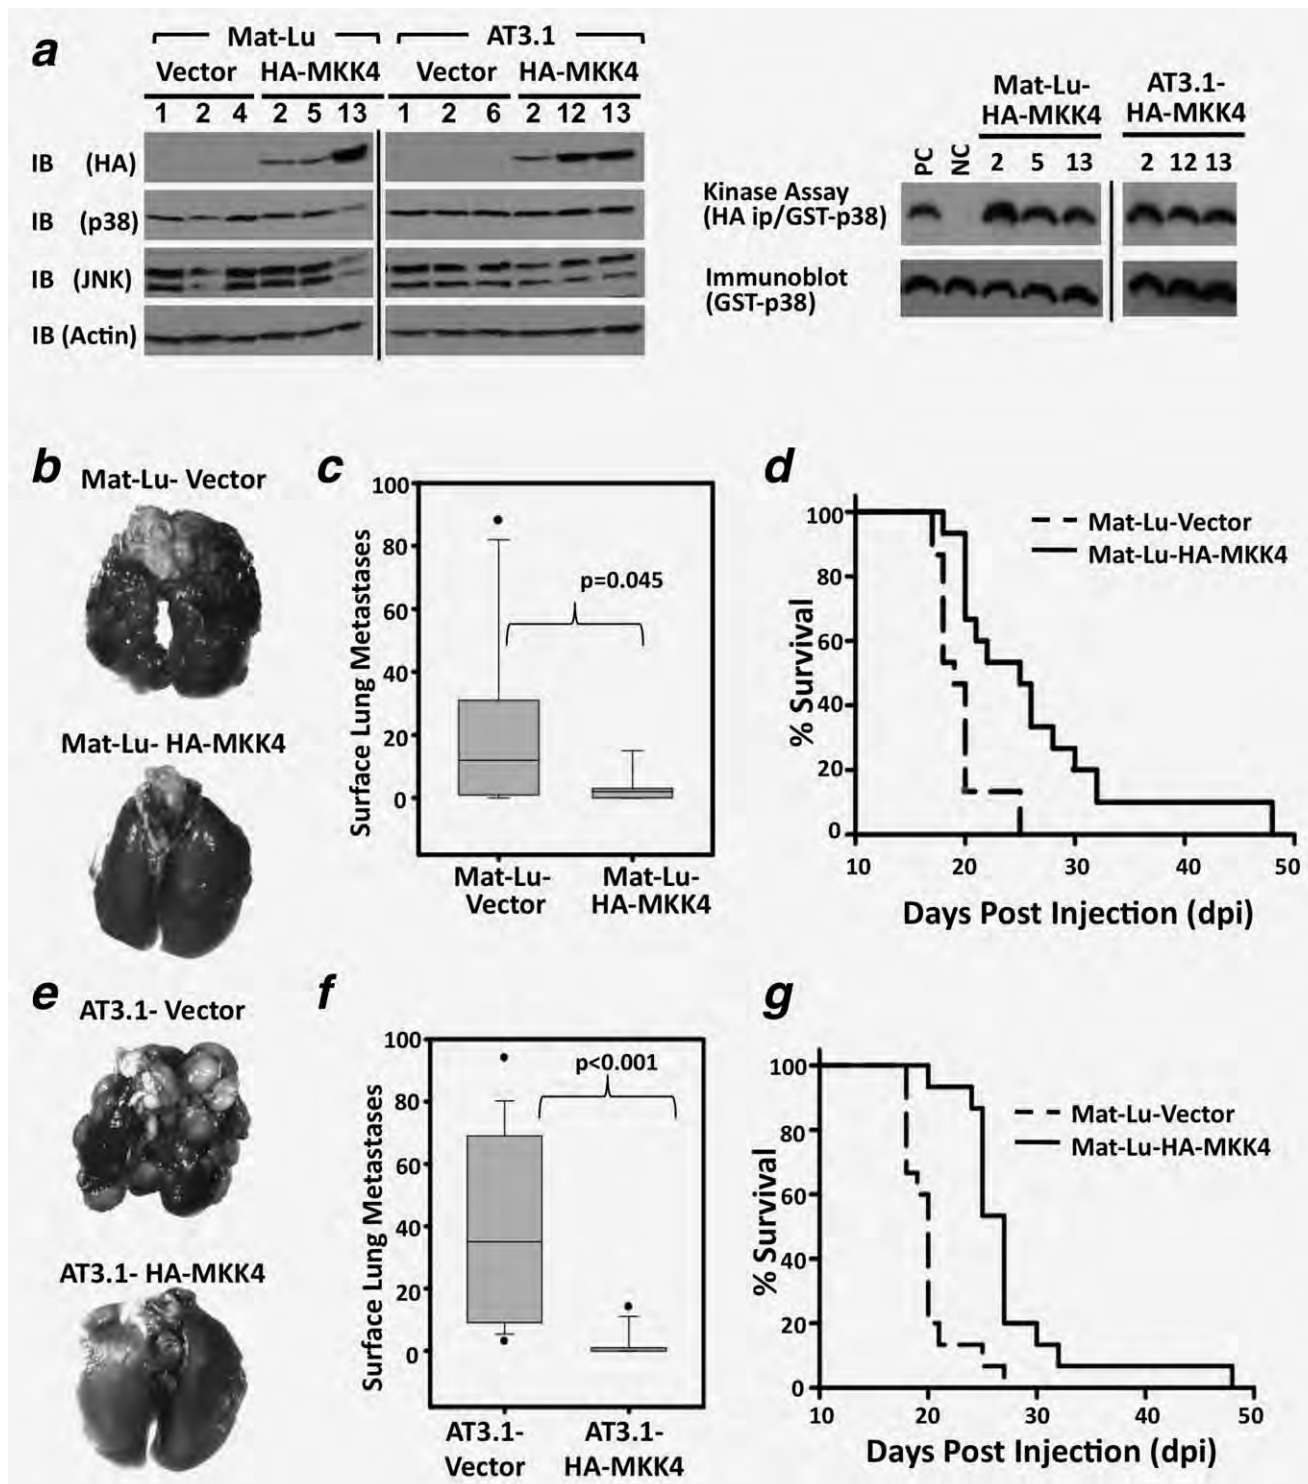 a
Mat-Lu AT3.1
Vector HA-MKK4 Vector HA-MKK4
1 2 4 2 5 13 1 2 6 2 12 13
IB (HA)
IB (p38)
IB (JNK)
IB (Actin)
Mat-Lu- AT3.1-
HA-MKK4 HA-MKK4
PC NC 2 5 13 2 12 13
Kinase Assay
(HA ip/GST-p38)
Immunoblot
(GST-p38)
b
Mat-Lu- Vector
Mat-Lu- HA-MKK4
c
Surface Lung Metastases
100
80
60
40
20
0
p=0.045
Mat-Lu- Mat-Lu-
Vector HA-MKK4
d
% Survival
100
80
60
40
20
0
10 20 30 40 50
Mat-Lu-Vector
Mat-Lu-HA-MKK4
Days Post Injection (dpi)
e
AT3.1- Vector
AT3.1- HA-MKK4
f
Surface Lung Metastases
100
80
60
40
20
0
p<0.001
AT3.1- AT3.1-
Vector HA-MKK4
g
% Survival
100
80
60
40
20
0
10 20 30 40 50
Mat-Lu-Vector
Mat-Lu-HA-MKK4
Days Post Injection (dpi)